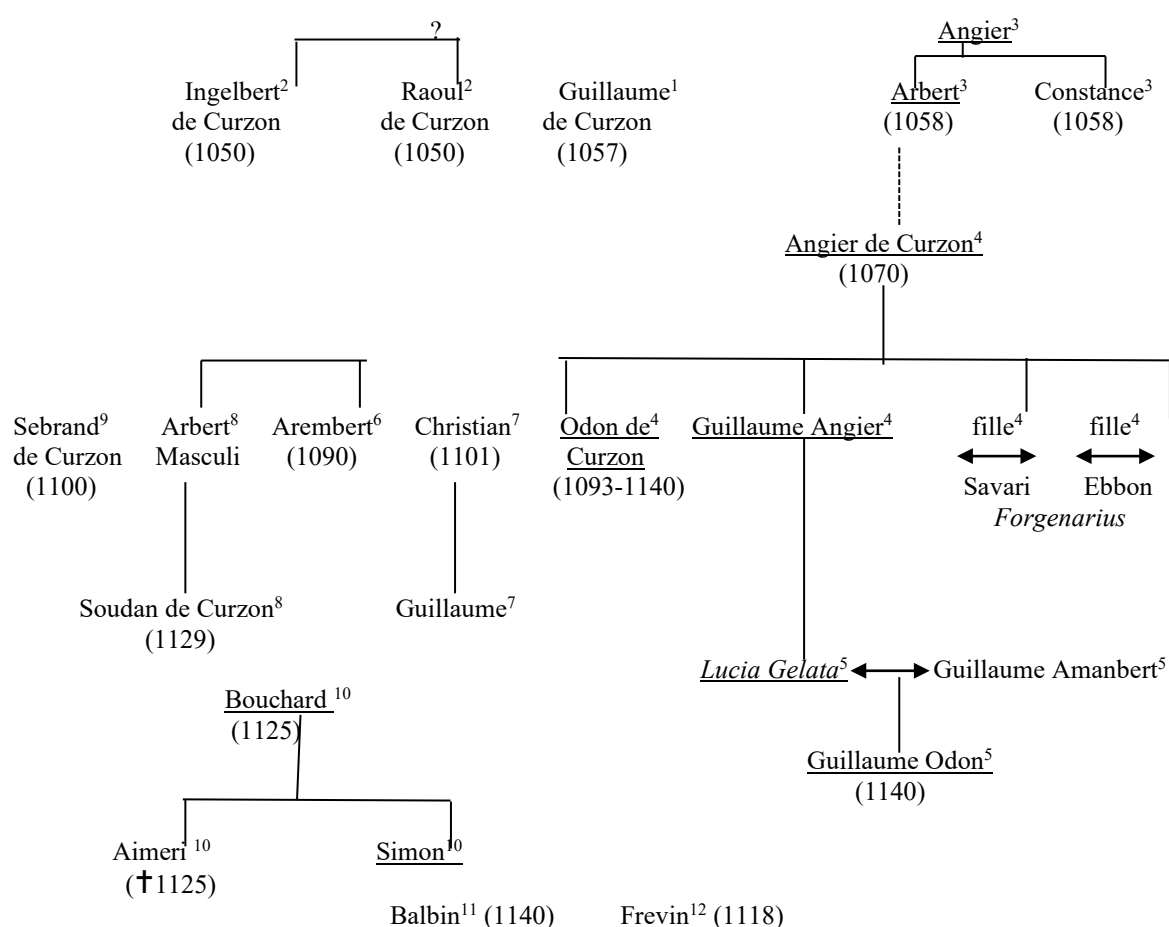 ?
Angier³
Ingelbert² Raoul² Guillaume¹ Arbert³ Constance³
de Curzon de Curzon de Curzon (1058) (1058)
(1050) (1050) (1057)
Angier de Curzon⁴
(1070)
Sebrand⁹ Arbert⁸ Arembert⁶ Christian⁷ Odon de⁴ Guillaume Angier⁴ fille⁴ fille⁴
de Curzon Masculi (1090) (1101) Curzon
(1100) (1093-1140) Savari Ebbon
Forgenarius
Soudan de Curzon⁸ Guillaume⁷
(1129)
Lucia Gelata⁵ Guillaume Amanbert⁵
Bouchard ¹⁰
(1125)
Guillaume Odon⁵
(1140)
Aimeri ¹⁰ Simon¹⁰
(✝1125)
Balbin¹¹ (1140) Frevin¹² (1118)